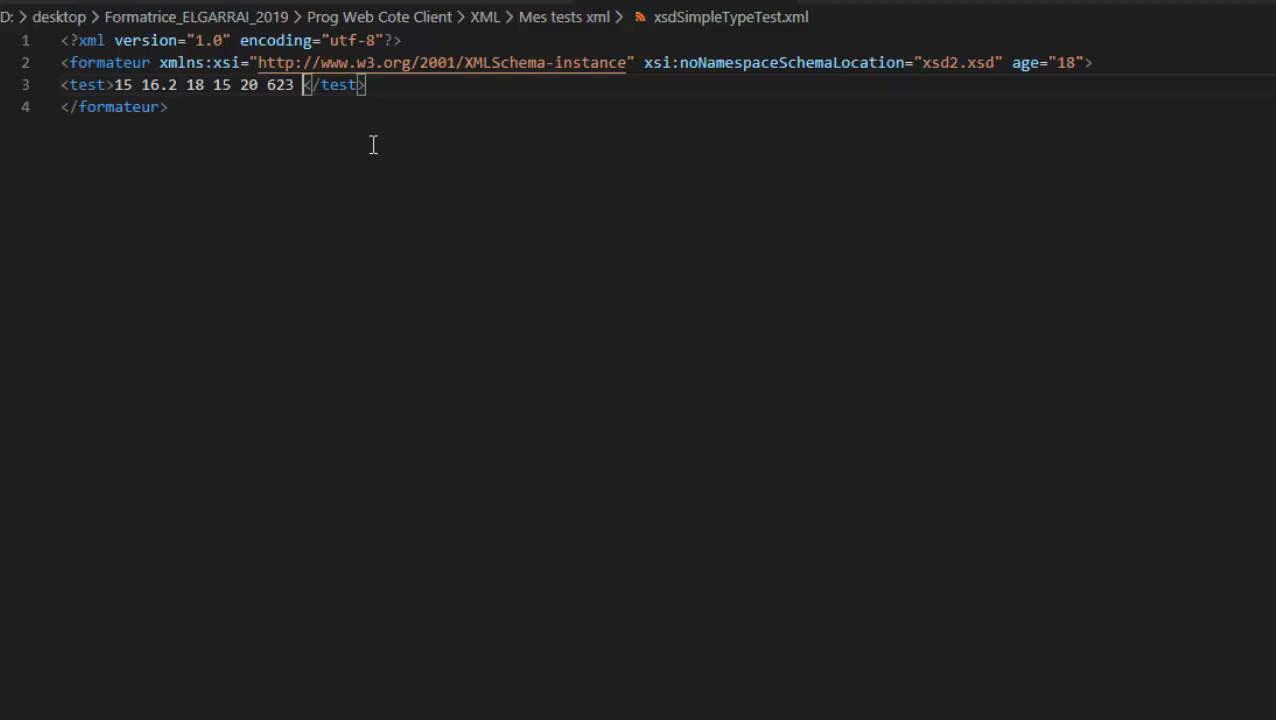 D: > desktop > Formatrice_ELGARRAI_2019 > Prog Web Cote Client > XML > Mes tests xml > xsdSimpleTypeTest.xml
1 <?xml version="1.0" encoding="utf-8"?>
2 <formateur xmlns:xsi="http://www.w3.org/2001/XMLSchema-instance" xsi:noNamespaceSchemaLocation="xsd2.xsd" age="18">
3 <test>15 16.2 18 15 20 623 </test>
4 </formateur>